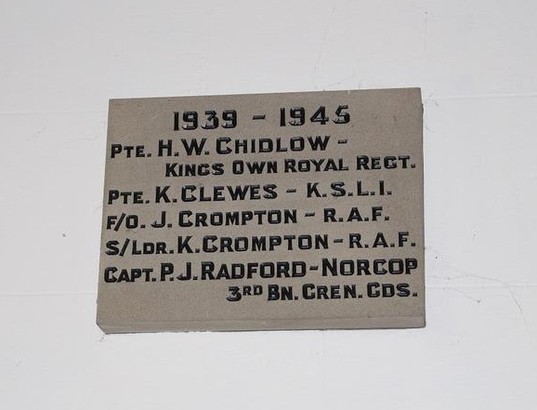 1939 - 1945
PTE. H.W. CHIDLOW -
KINGS OWN ROYAL REGT.
PTE. K. CLEWES - K.S.L.I.
F/O. J. CROMPTON - R.A.F.
S/LDR. K. CROMPTON - R.A.F.
CAPT. P.J. RADFORD-NORCOP
3RD BN. GREN. GDS.